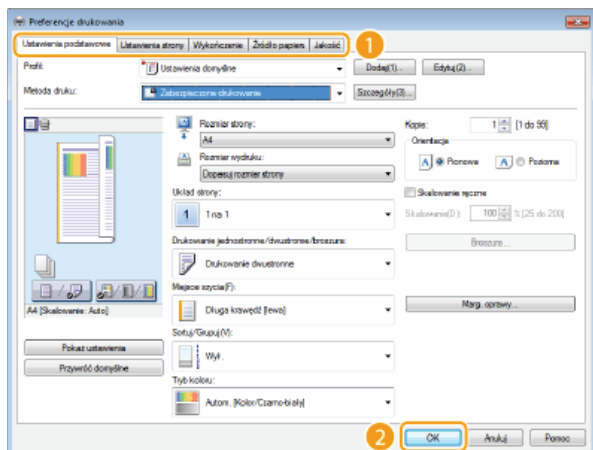 Preferencje drukowania
Ustawienia podstawowe Ustawienia strony Wykończenie Źródło papieru Jakość
1
Profil: Ustawienia domyślne Dodaj(1)... Edytuj(2)...
Metoda druku: Zabezpieczone drukowanie Szczegóły(3)...
Rozmiar strony:
A4
Rozmiar wydruku:
Dopasuj rozmiar strony
Układ strony:
1 1 na 1
Drukowanie jednostronne/dwustronne/broszura:
Drukowanie dwustronne
Miejsce szycia(F):
Długa krawędź [lewa]
Sortuj/Grupuj(V):
Wył.
Tryb koloru:
Autom. [Kolor/Czarno-biały]
Kopie: 1 [1 do 99]
Orientacja
A Pionowa A Pozioma
Skalowanie ręczne
Skalowanie(D): 100 % [25 do 200]
Broszura...
Marg. oprawy...
A4 [Skalowanie: Auto]
Pokaż ustawienia
Przywróć domyślne
2
OK Anuluj Pomoc